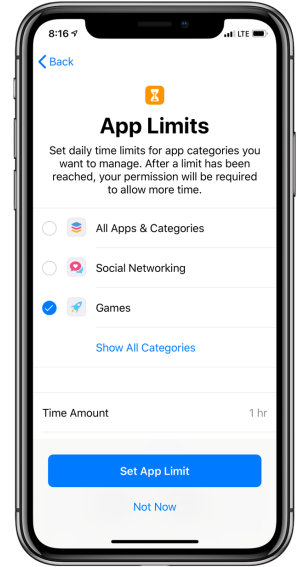 8:16 LTE
Back
App Limits
Set daily time limits for app categories you
want to manage. After a limit has been
reached, your permission will be required
to allow more time.
All Apps & Categories
Social Networking
Games
Show All Categories
Time Amount 1 hr
Set App Limit
Not Now